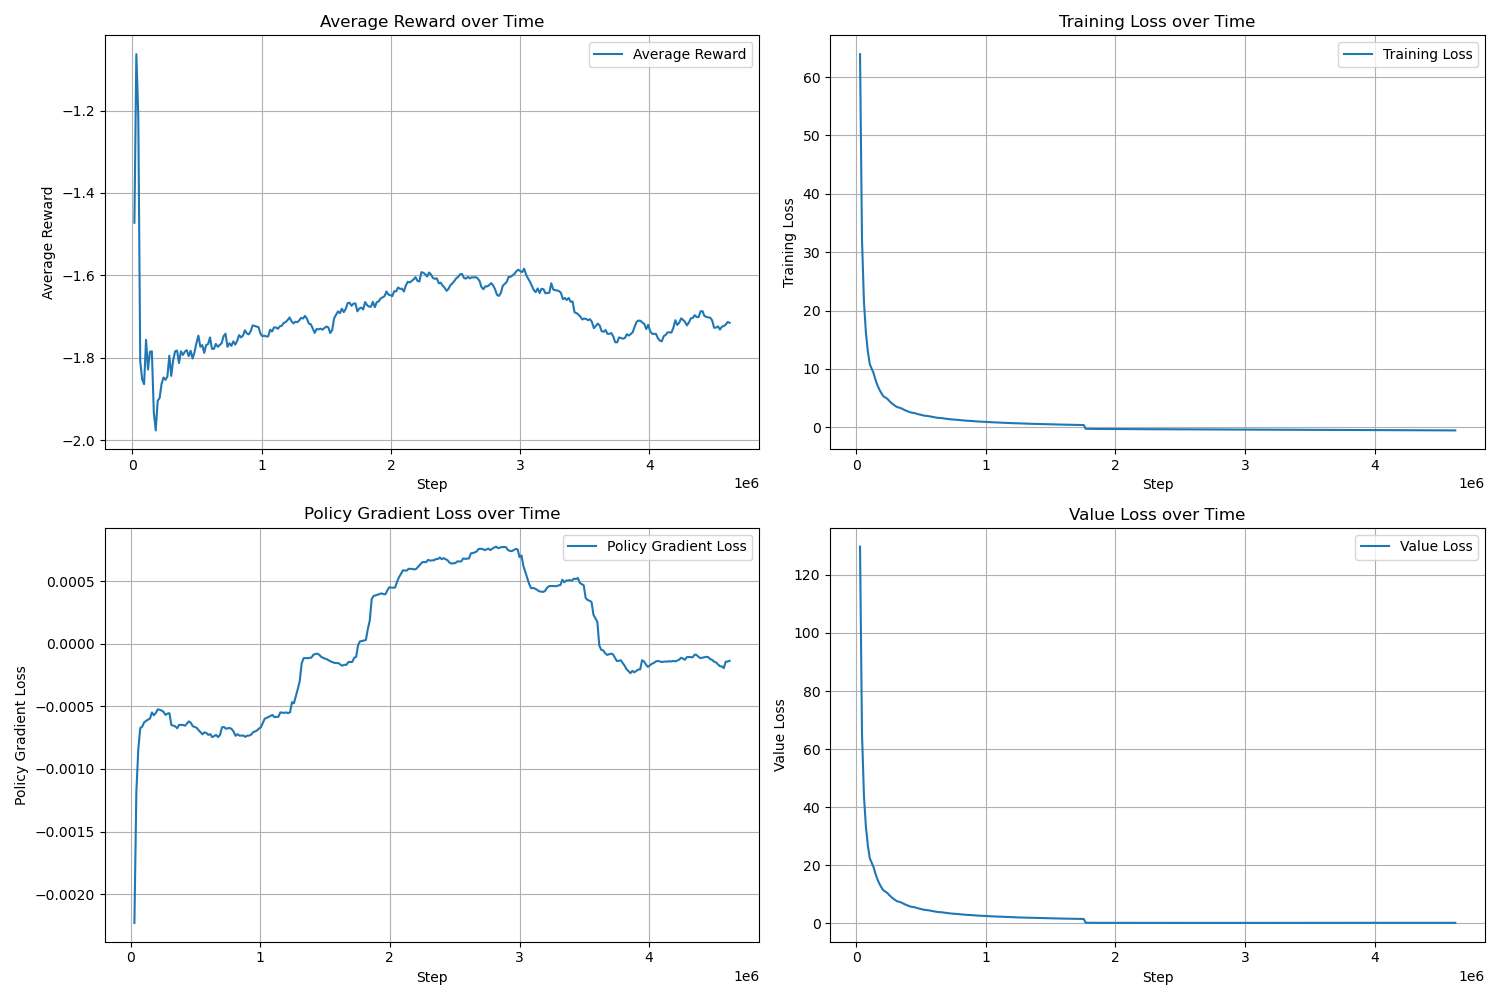 Average Reward over Time
Average Reward
−1.2
−1.4
−1.6
−1.8
−2.0
Average Reward
0 1 2 3 4
1e6
Step
Training Loss over Time
Training Loss
60
50
40
30
20
10
0
Training Loss
0 1 2 3 4
1e6
Step
Policy Gradient Loss over Time
Policy Gradient Loss
0.0005
0.0000
−0.0005
−0.0010
−0.0015
−0.0020
Policy Gradient Loss
0 1 2 3 4
1e6
Step
Value Loss over Time
Value Loss
120
100
80
60
40
20
0
Value Loss
0 1 2 3 4
1e6
Step